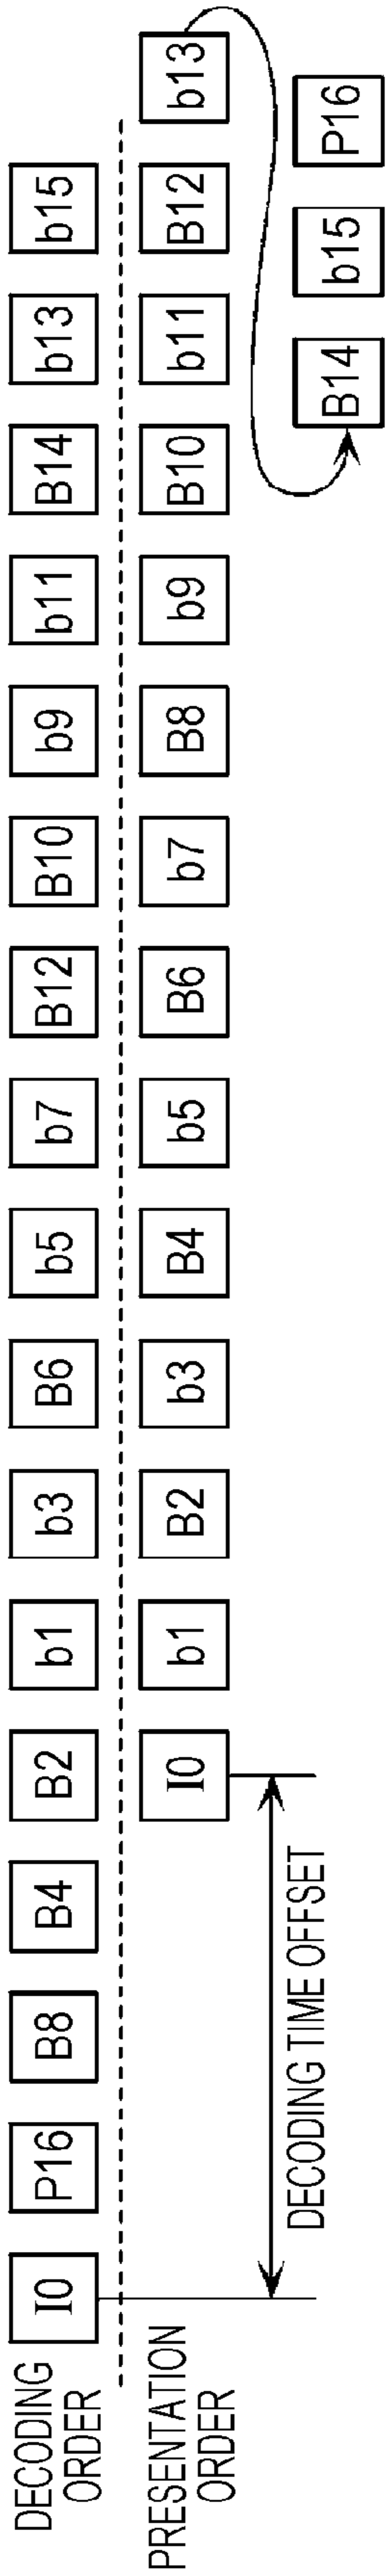 DECODING
ORDER
I0 P16 B8 B4 B2 b1 b3 B6 b5 b7 B12 B10 b9 b11 B14 b13 b15
PRESENTATION
ORDER
I0 b1 B2 b3 B4 b5 B6 b7 B8 b9 B10 b11 B12 b13
B14 b15 P16
DECODING TIME OFFSET